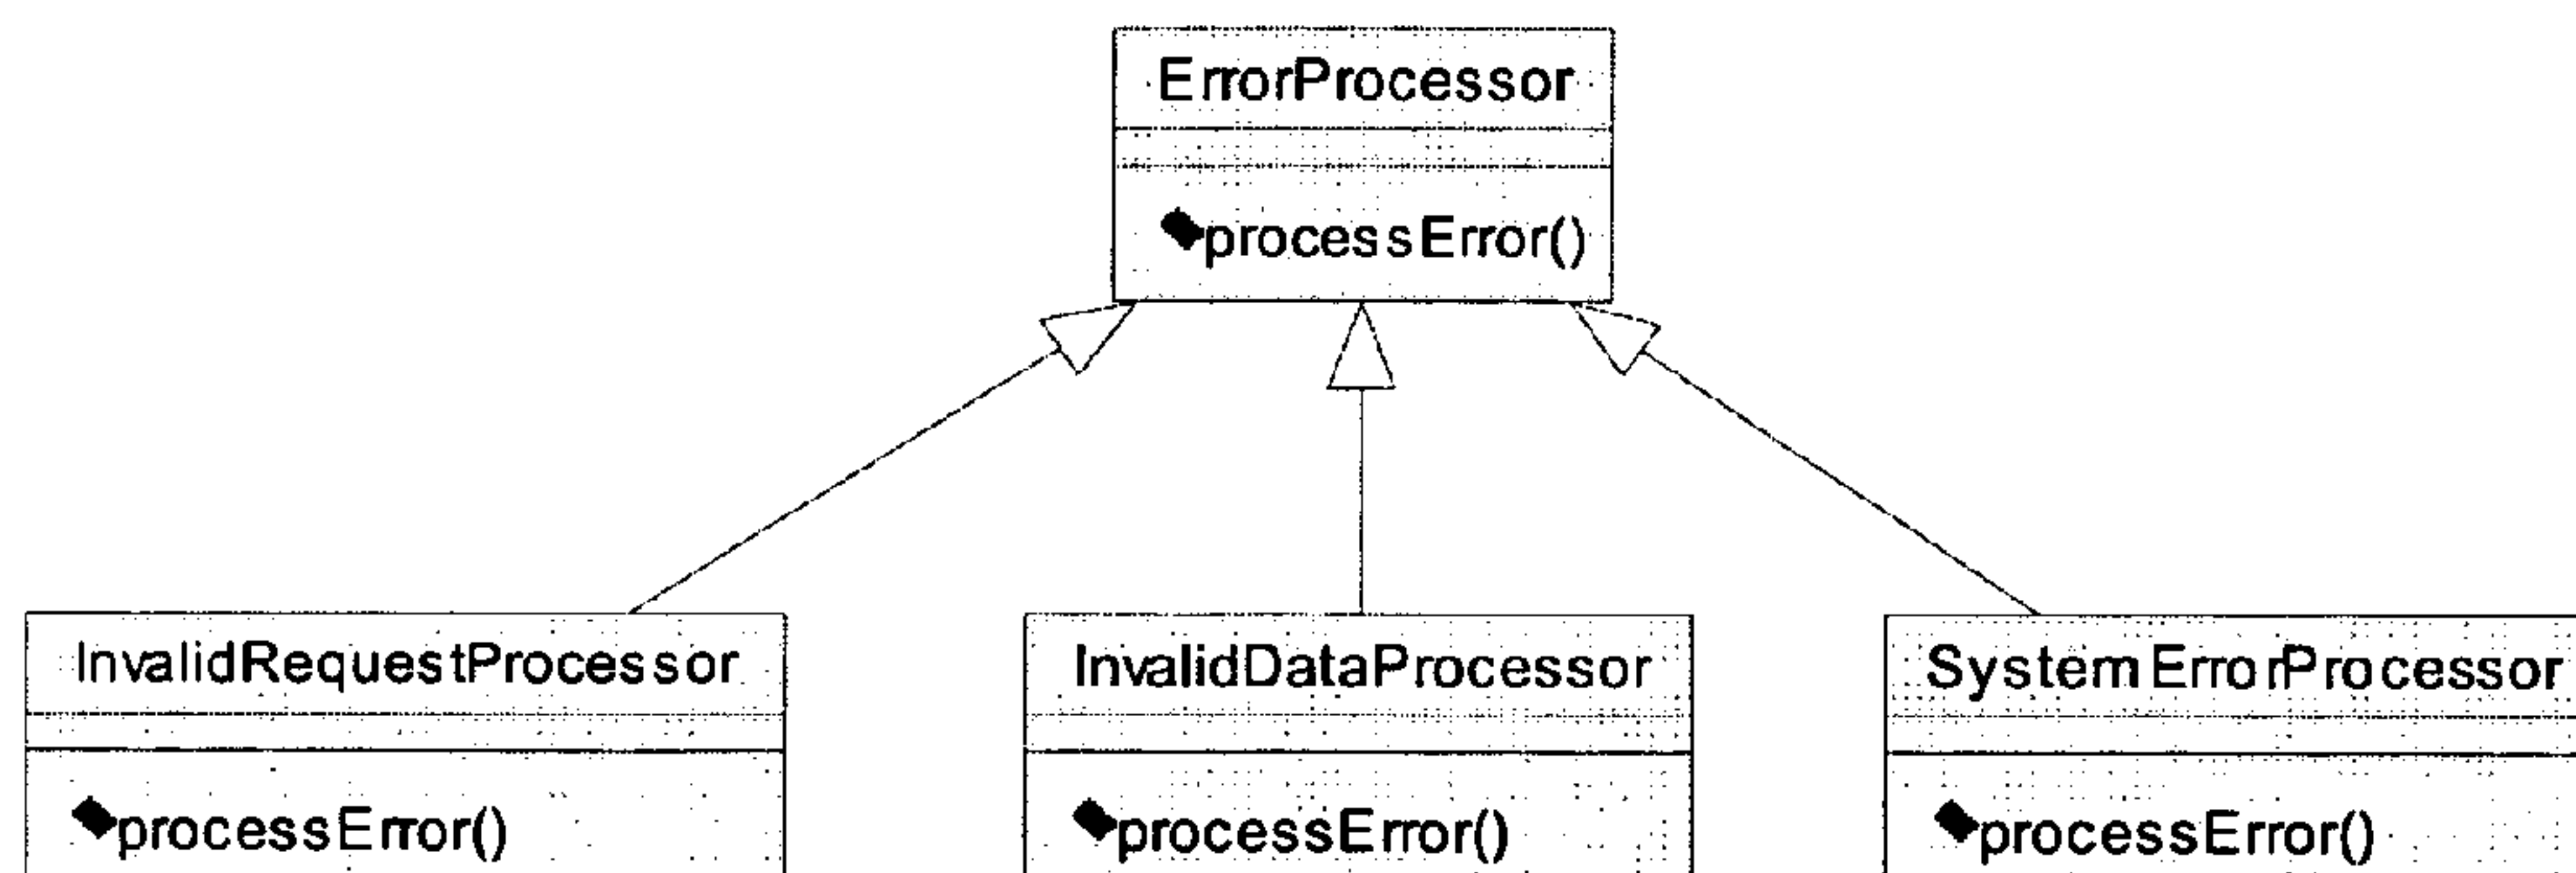 ErrorProcessor
processError()
InvalidRequestProcessor
InvalidDataProcessor
SystemErrorProcessor
processError()
processError()
processError()